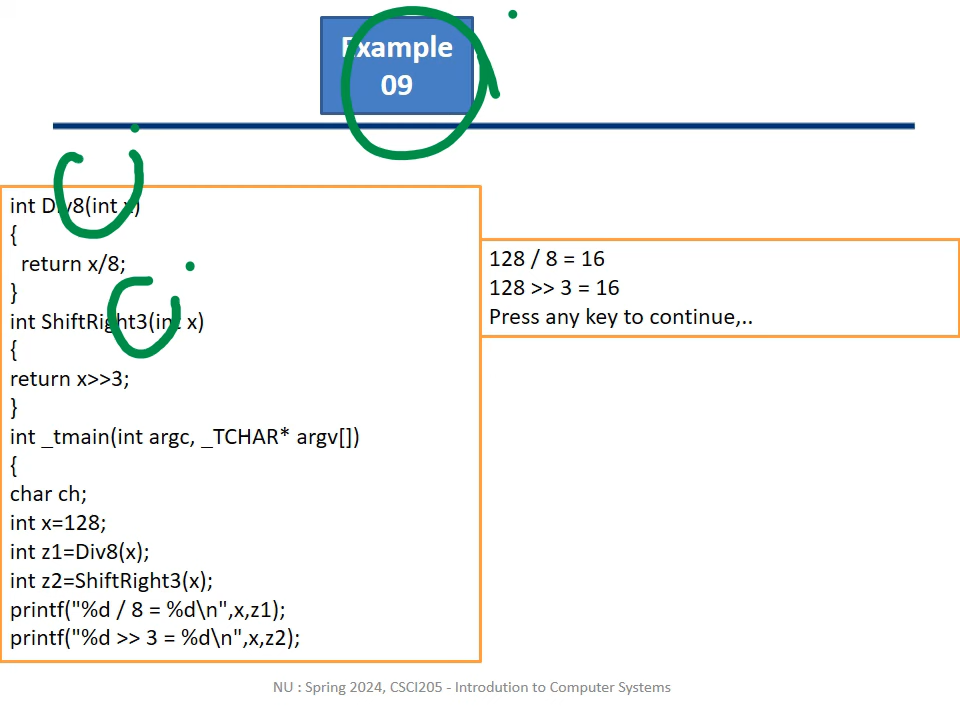 Example
09
int Div8(int x)
{
return x/8;
}
int ShiftRight3(int x)
{
return x>>3;
}
int _tmain(int argc, _TCHAR* argv[])
{
char ch;
int x=128;
int z1=Div8(x);
int z2=ShiftRight3(x);
printf("%d / 8 = %d\n",x,z1);
printf("%d >> 3 = %d\n",x,z2);
128 / 8 = 16
128 >> 3 = 16
Press any key to continue,..
NU : Spring 2024, CSCI205 - Introdution to Computer Systems